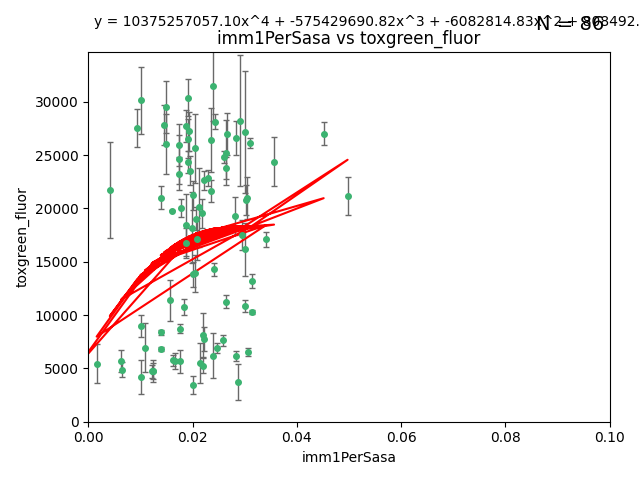 y = 10375257057.10x^4 + -575429690.82x^3 + -6082814.83x^2 +
N = 86
imm1PerSasa vs toxgreen_fluor
30000
25000
20000
15000
10000
5000
0
toxgreen_fluor
0.00 0.02 0.04 0.06 0.08 0.10
imm1PerSasa